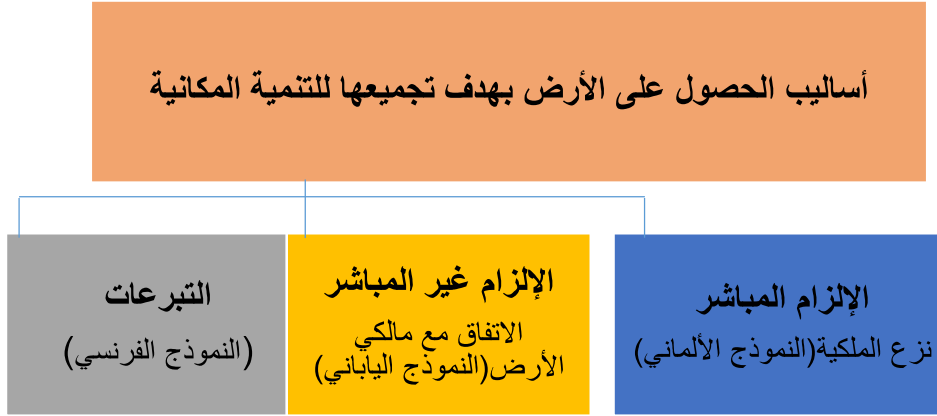 أساليب الحصول على الأرض بهدف تجميعها للتنمية المكانية
الإلزام المباشر
نزع الملكية(النموذج الألماني)
الإلزام غير المباشر
الاتفاق مع مالكي
الأرض(النموذج الياباني)
التبرعات
(النموذج الفرنسي)